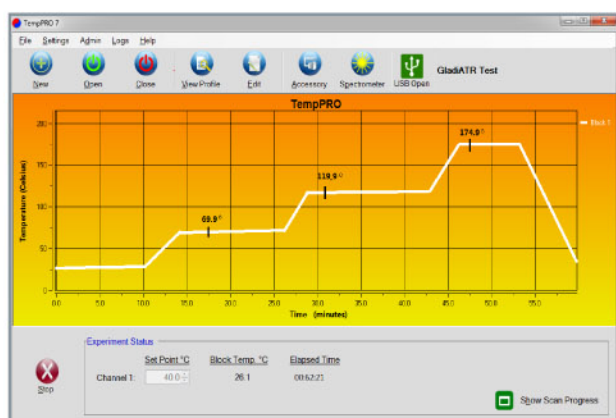 TempPRO 7
File Settings Admin Logs Help
New Open Close View Profile Edit Accessory Spectrometer USB Open GladiATR Test
TempPRO
Block 1
200
150
100
50
0
Temperature (Celsius)
69.9°
119.9°
174.9°
0.0 5.0 10.0 15.0 20.0 25.0 30.0 35.0 40.0 45.0 50.0 55.0
Time (minutes)
Experiment Status
Set Point °C Block Temp. °C Elapsed Time
Channel 1: 40.0 26.1 00:62:21
Stop
Show Scan Progress